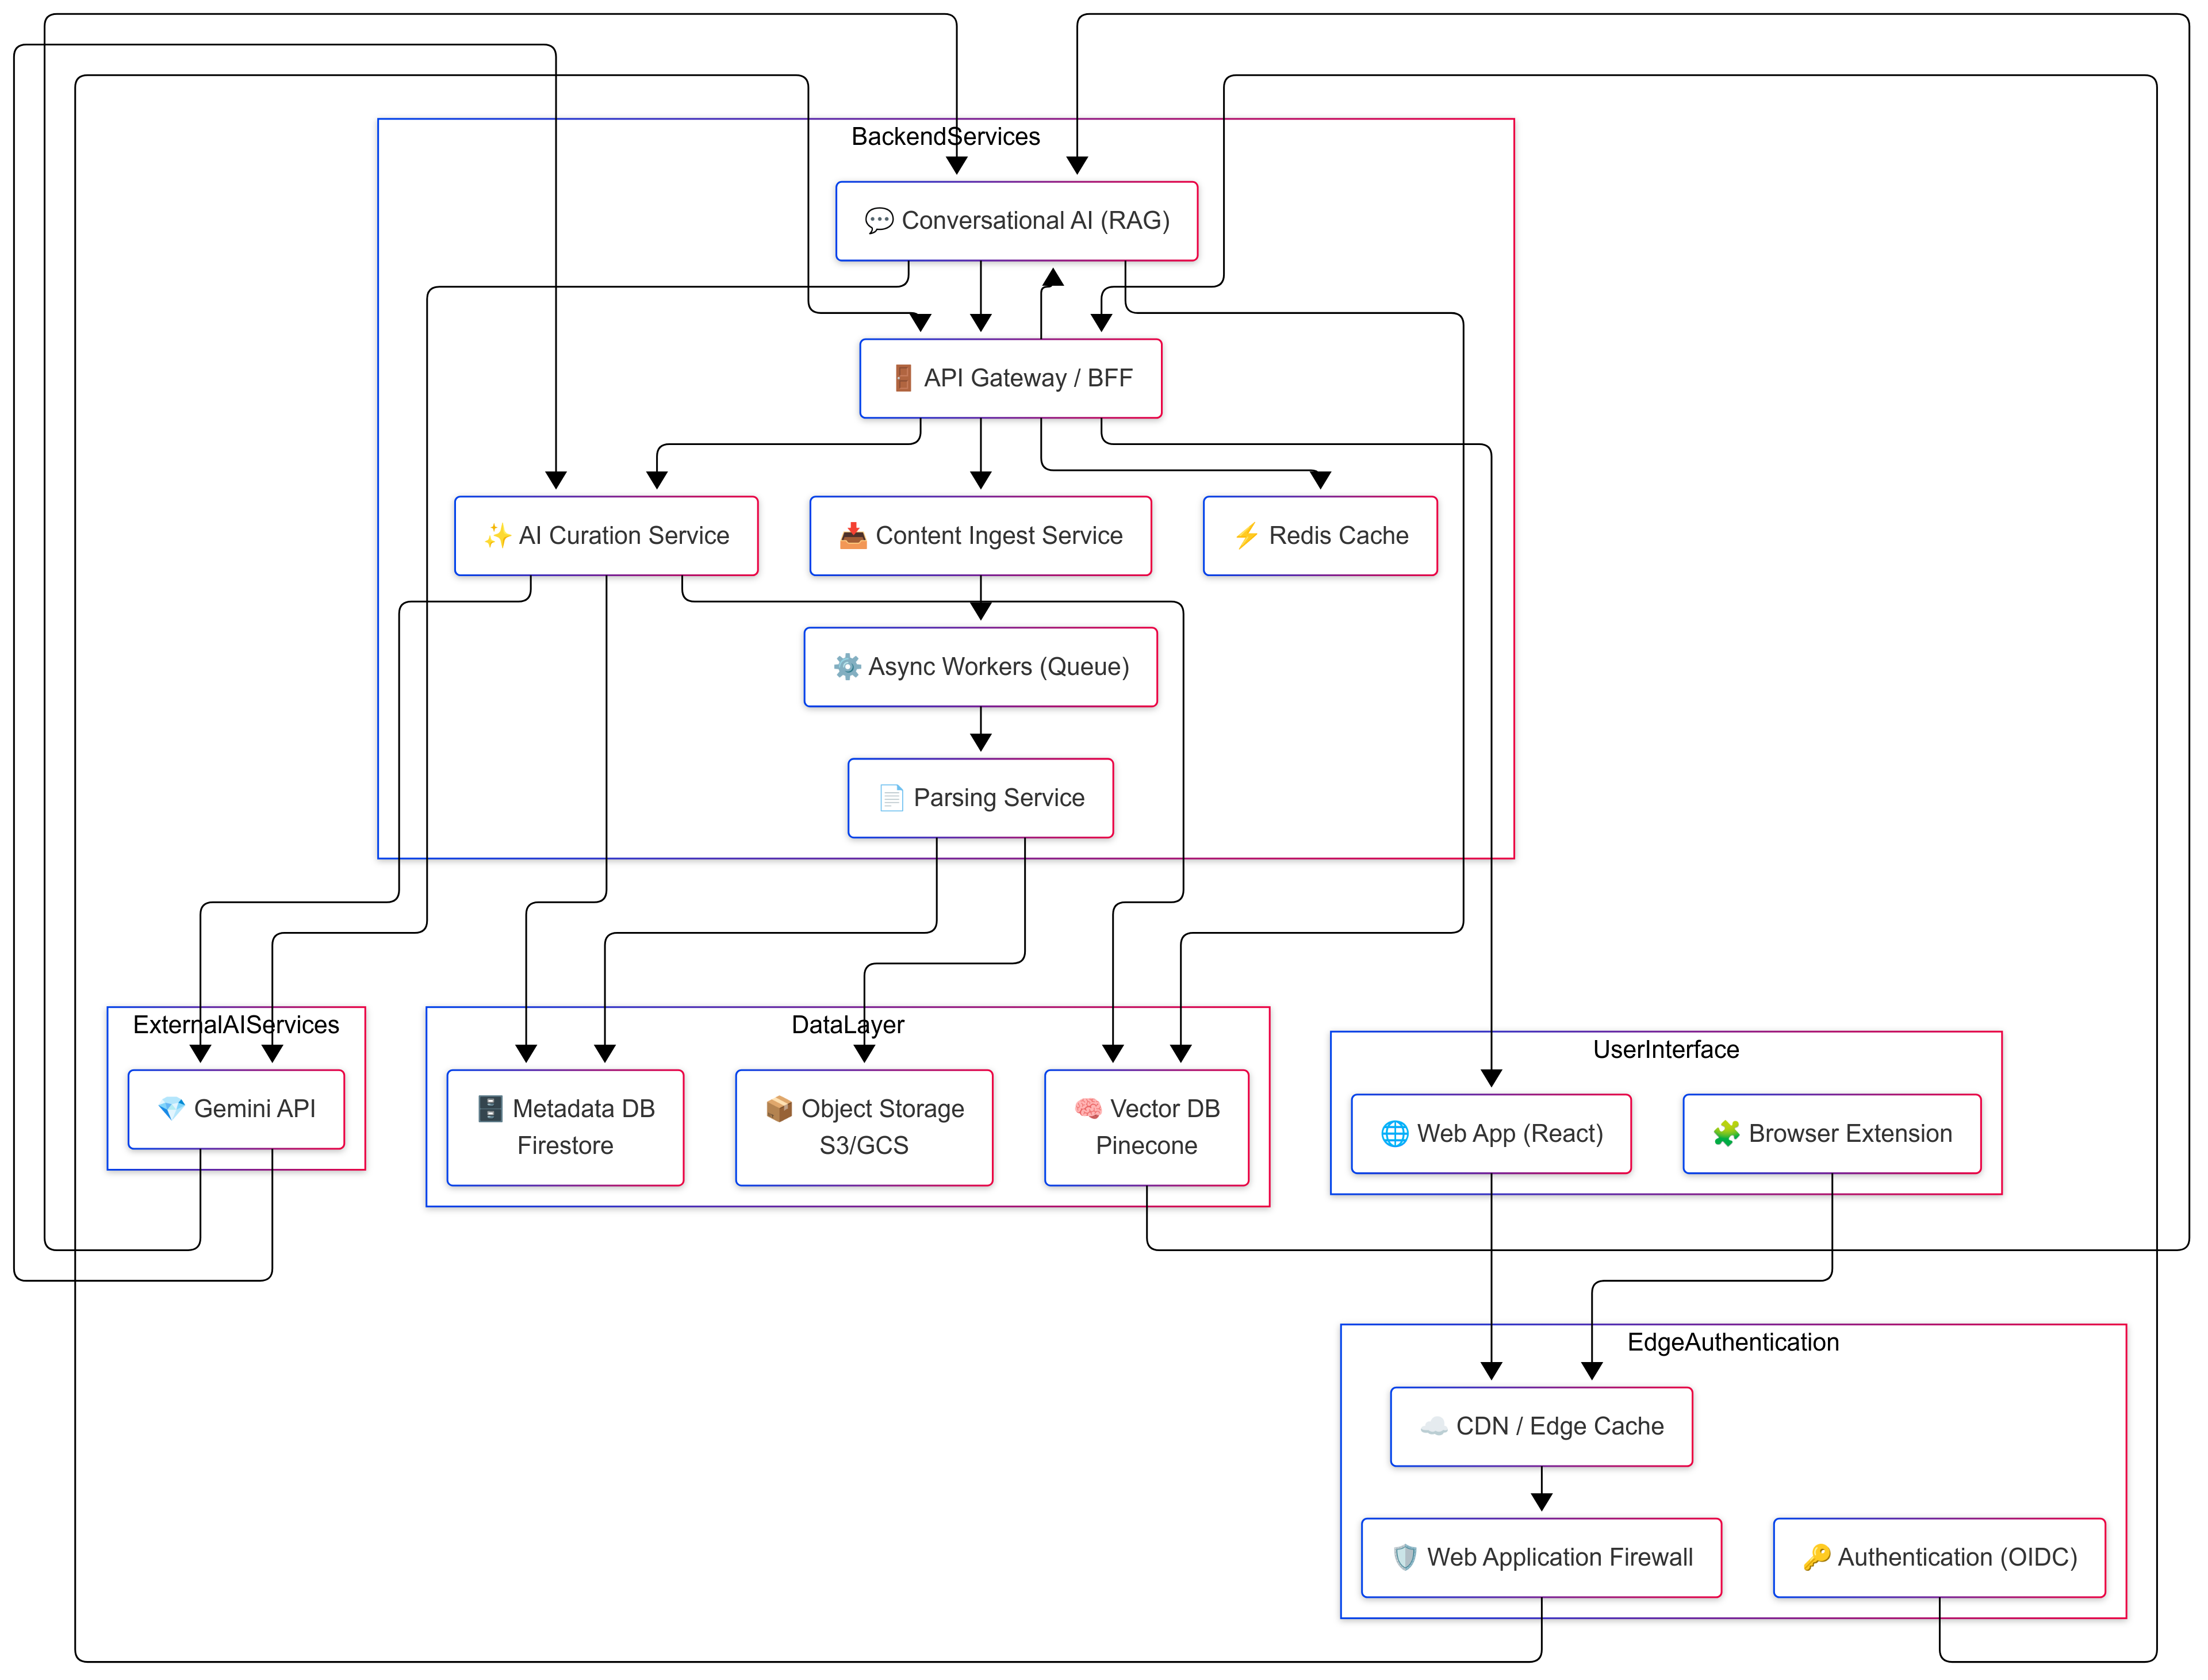 BackendServices
💬 Conversational AI (RAG)
🚪 API Gateway / BFF
✨ AI Curation Service
📥 Content Ingest Service
⚡ Redis Cache
⚙️ Async Workers (Queue)
📄 Parsing Service
ExternalAIServices
💎 Gemini API
DataLayer
🗄️ Metadata DB
Firestore
📦 Object Storage
S3/GCS
🧠 Vector DB
Pinecone
UserInterface
🌐 Web App (React)
🧩 Browser Extension
EdgeAuthentication
☁️ CDN / Edge Cache
🛡️ Web Application Firewall
🔑 Authentication (OIDC)